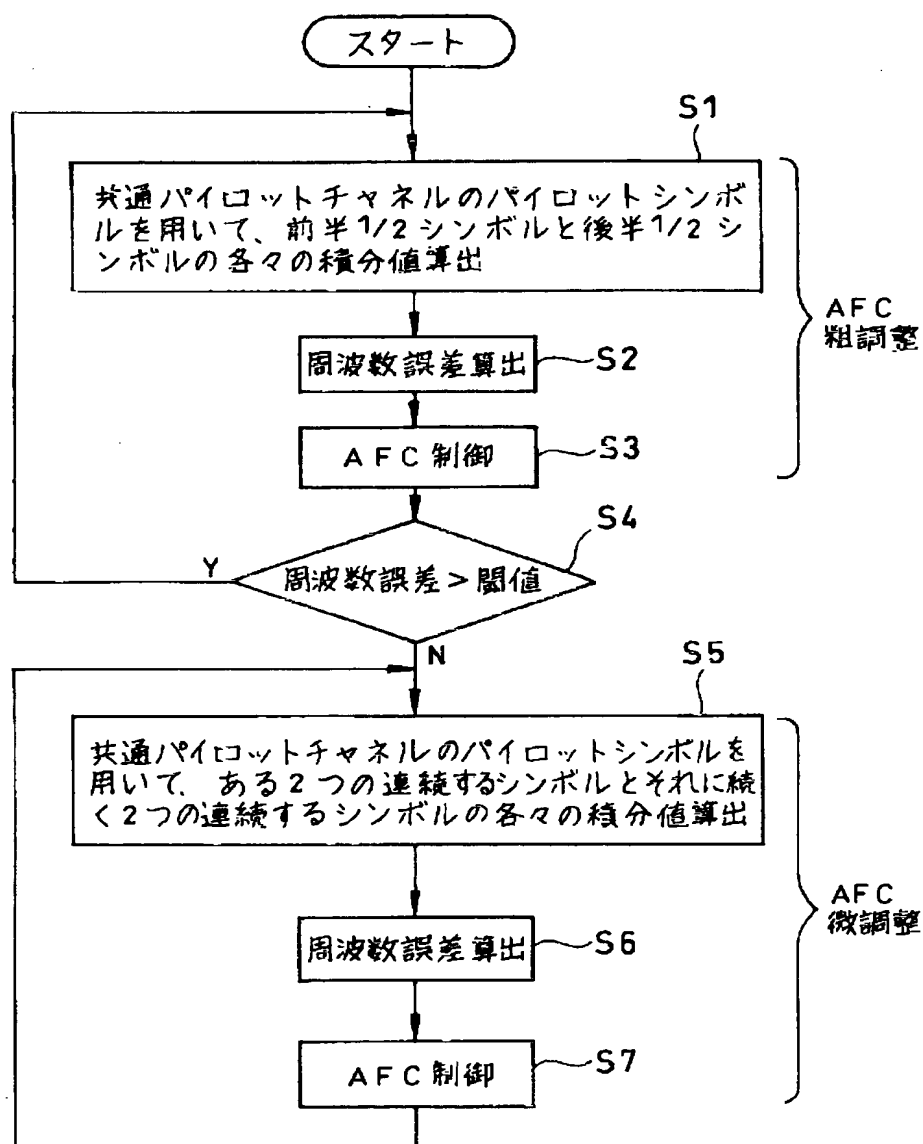 スタート
S1
共通パイロットチャネルのパイロットシンボ
ルを用いて、前半1/2シンボルと後半1/2シ
ンボルの各々の積分値算出
AFC
粗調整
周波数誤差算出
S2
AFC制御
S3
S4
周波数誤差>閾値
Y
N
S5
共通パイロットチャネルのパイロットシンボルを
用いて、ある2つの連続するシンボルとそれに続
く2つの連続するシンボルの各々の積分値算出
AFC
微調整
周波数誤差算出
S6
AFC制御
S7